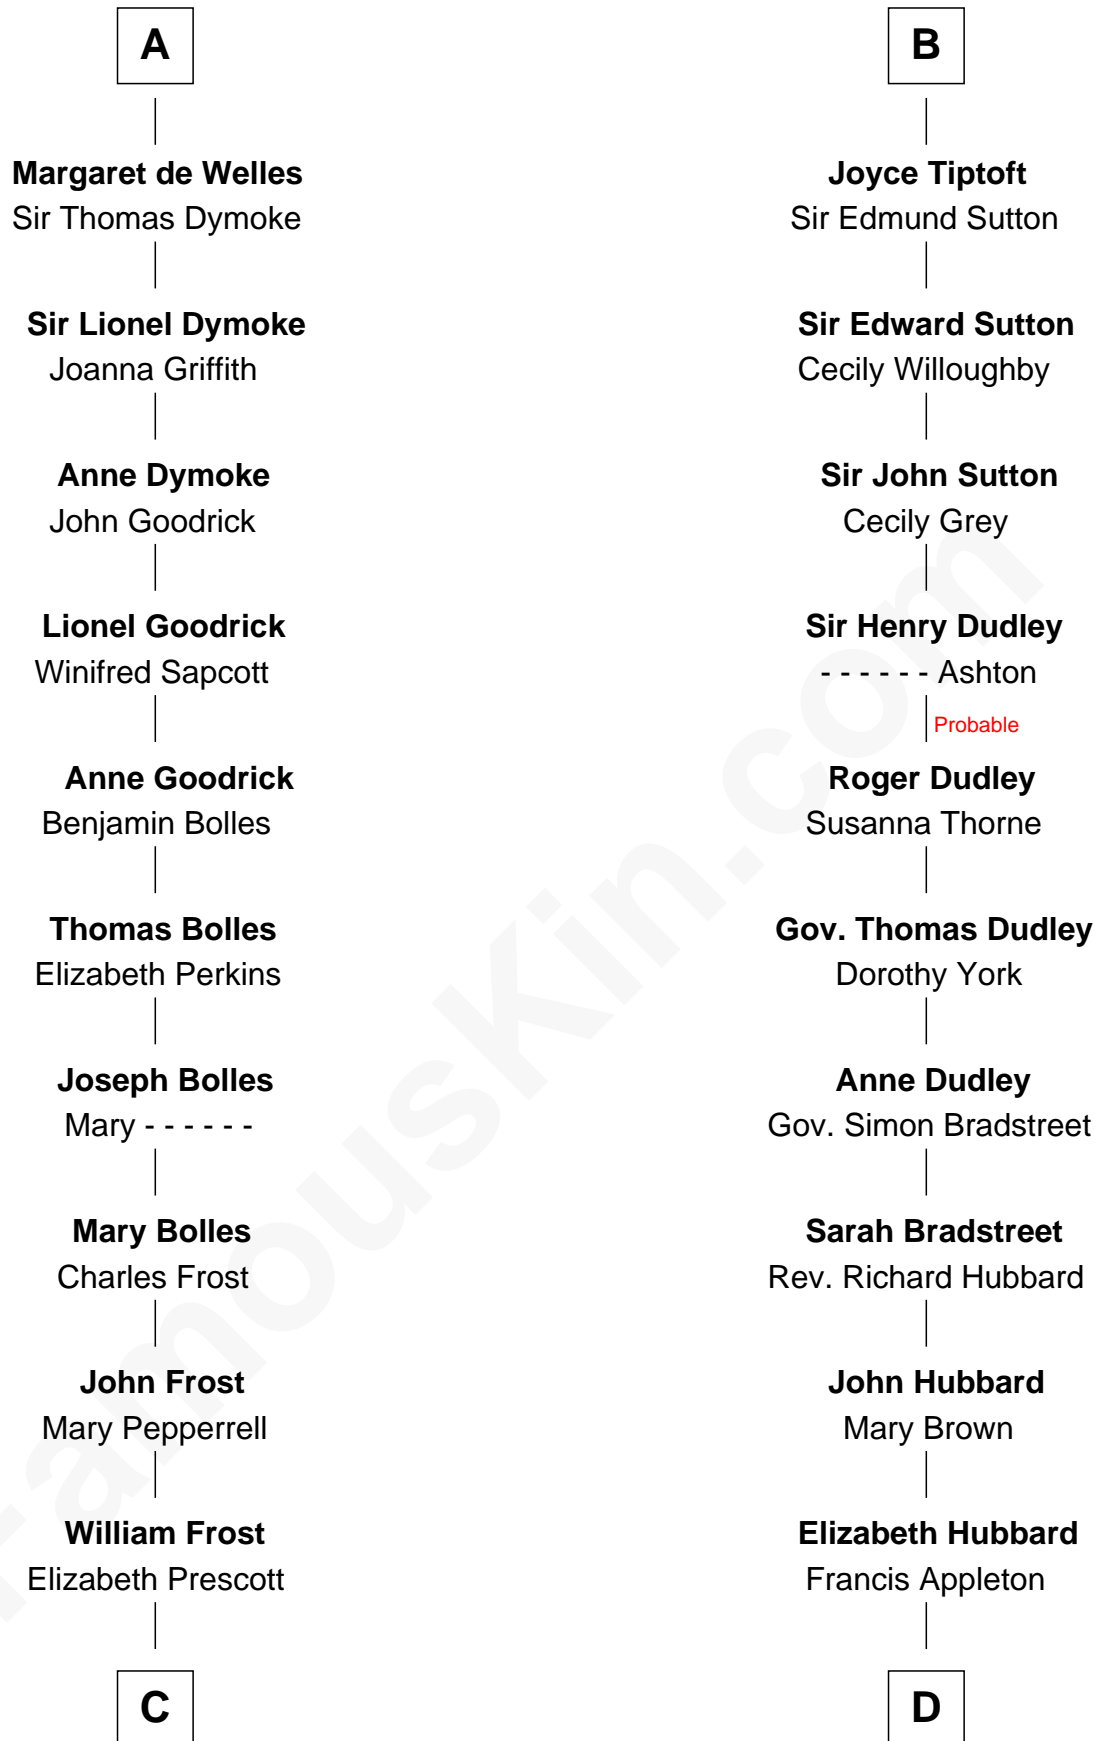 A
Margaret de Welles
Sir Thomas Dymoke
Sir Lionel Dymoke
Joanna Griffith
Anne Dymoke
John Goodrick
Lionel Goodrick
Winifred Sapcott
Anne Goodrick
Benjamin Bolles
Thomas Bolles
Elizabeth Perkins
Joseph Bolles
Mary - - - - - -
Mary Bolles
Charles Frost
John Frost
Mary Pepperrell
William Frost
Elizabeth Prescott
C
B
Joyce Tiptoft
Sir Edmund Sutton
Sir Edward Sutton
Cecily Willoughby
Sir John Sutton
Cecily Grey
Sir Henry Dudley
- - - - - - Ashton
Probable
Roger Dudley
Susanna Thorne
Gov. Thomas Dudley
Dorothy York
Anne Dudley
Gov. Simon Bradstreet
Sarah Bradstreet
Rev. Richard Hubbard
John Hubbard
Mary Brown
Elizabeth Hubbard
Francis Appleton
D
FamousKin.com